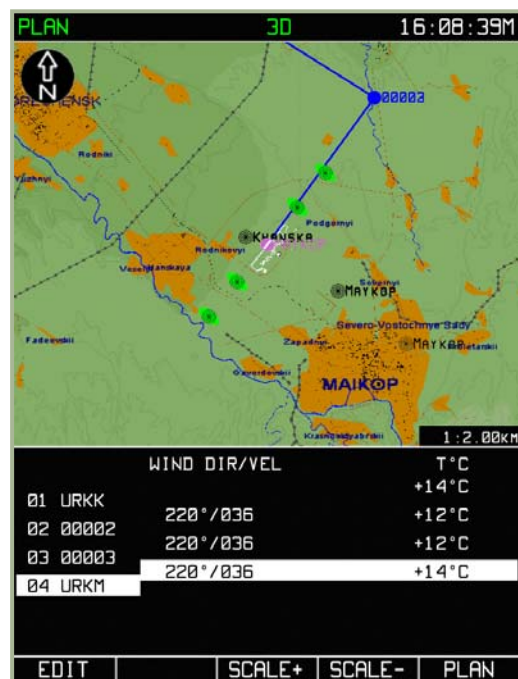 PLAN 3D 16:08:39M
N
Rodniki
00003
Podgornyi
KHANSKA
Rodnikovyi
MAYKOP
Severo-Vostochnye Sady
MAYKOP
Fadeevskii
Zapadnyi
Gaverdovskii
MAIKOP
1:2.00KM
WIND DIR/VEL T°C
+14°C
01 URKK
220°/036 +12°C
02 00002
220°/036 +12°C
03 00003
220°/036 +14°C
04 URKM
EDIT SCALE+ SCALE- PLAN